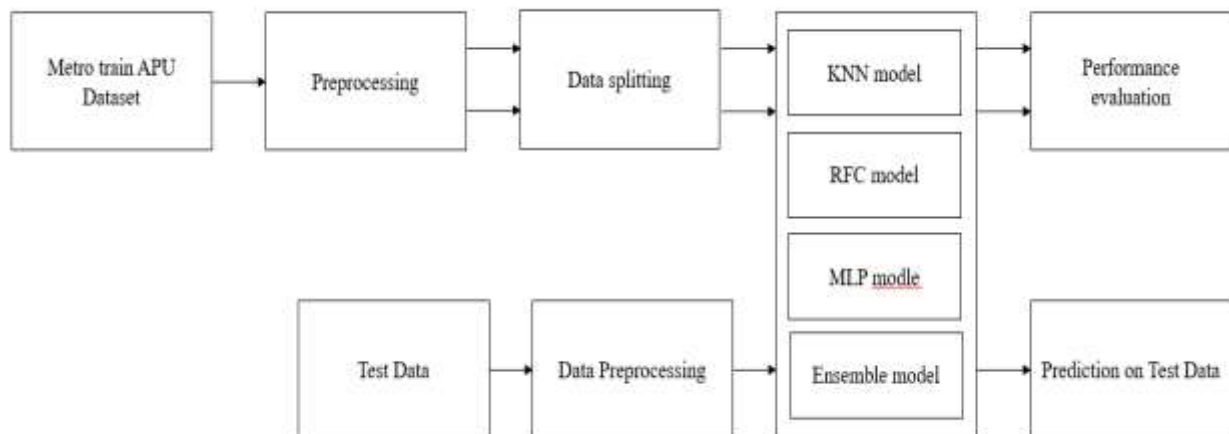 Metro train APU
Dataset
Preprocessing
Data splitting
KNN model
RFC model
MLP modle
Ensemble model
Performance
evaluation
Test Data
Data Preprocessing
Prediction on Test Data